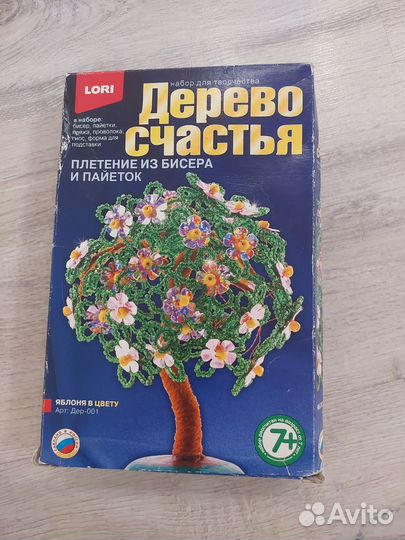 LORI
набор для творчества
Дерево
счастья
в наборе:
бисер, пайетки,
пряжа, проволока,
гипс, форма для
подставки
ПЛЕТЕНИЕ ИЗ БИСЕРА
И ПАЙЕТОК
ЯБЛОНЯ В ЦВЕТУ
Арт. Дер-001
7+
Avito